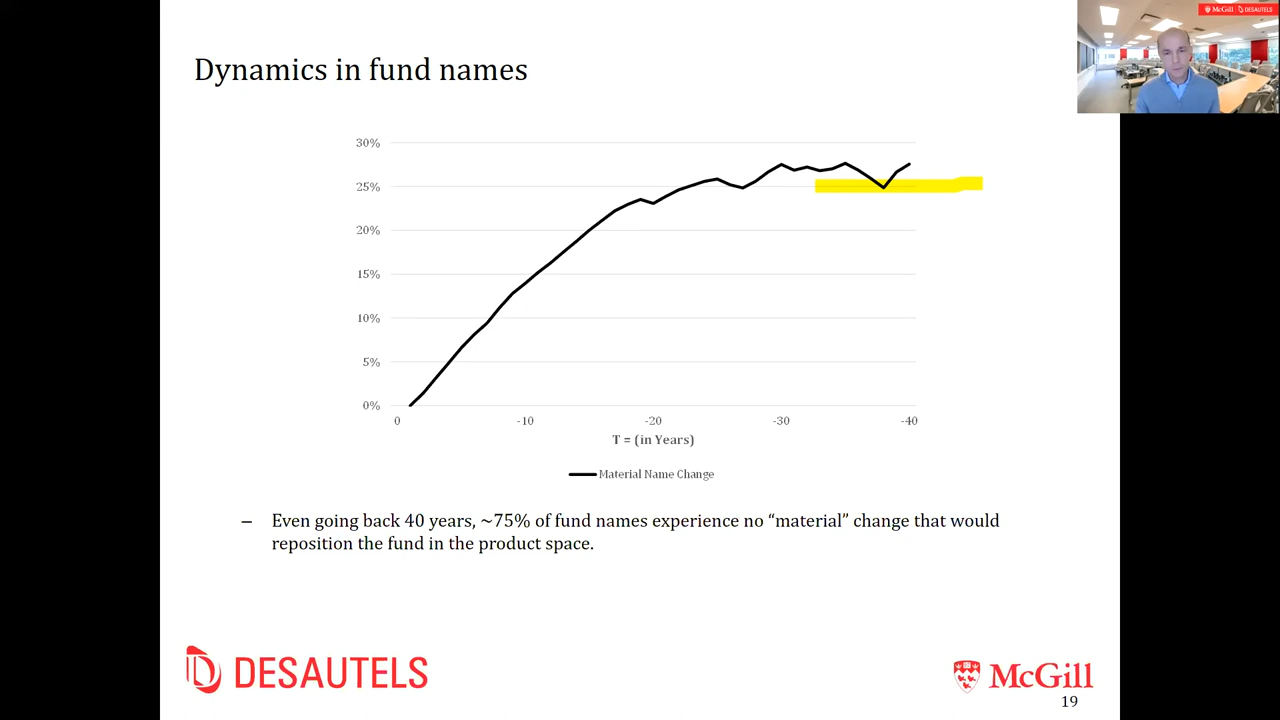 McGill DESAUTELS
Dynamics in fund names
30%
25%
20%
15%
10%
5%
0%
0 -10 -20 -30 -40
T = (in Years)
Material Name Change
– Even going back 40 years, ~75% of fund names experience no “material” change that would
reposition the fund in the product space.
DESAUTELS
McGill
19